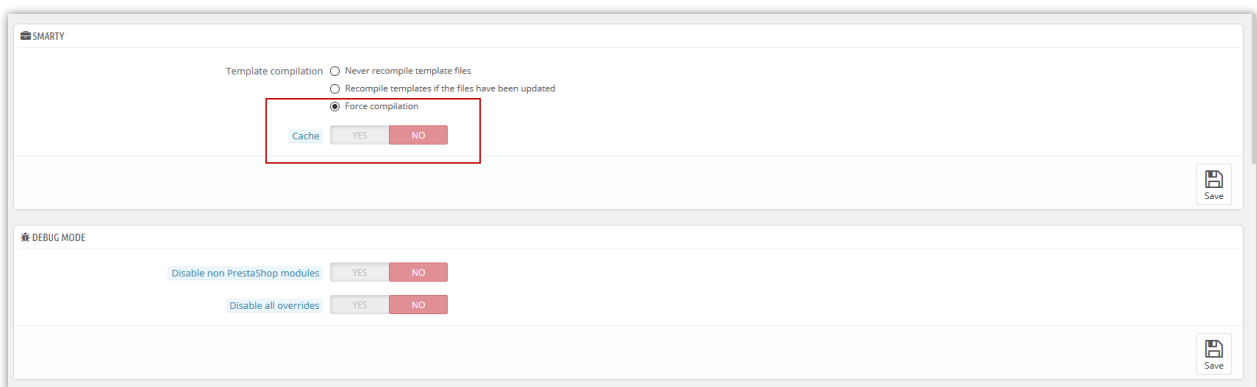 SMARTY
Template compilation Never recompile template files
Recompile templates if the files have been updated
Force compilation
Cache YES NO
Save
DEBUG MODE
Disable non PrestaShop modules YES NO
Disable all overrides YES NO
Save